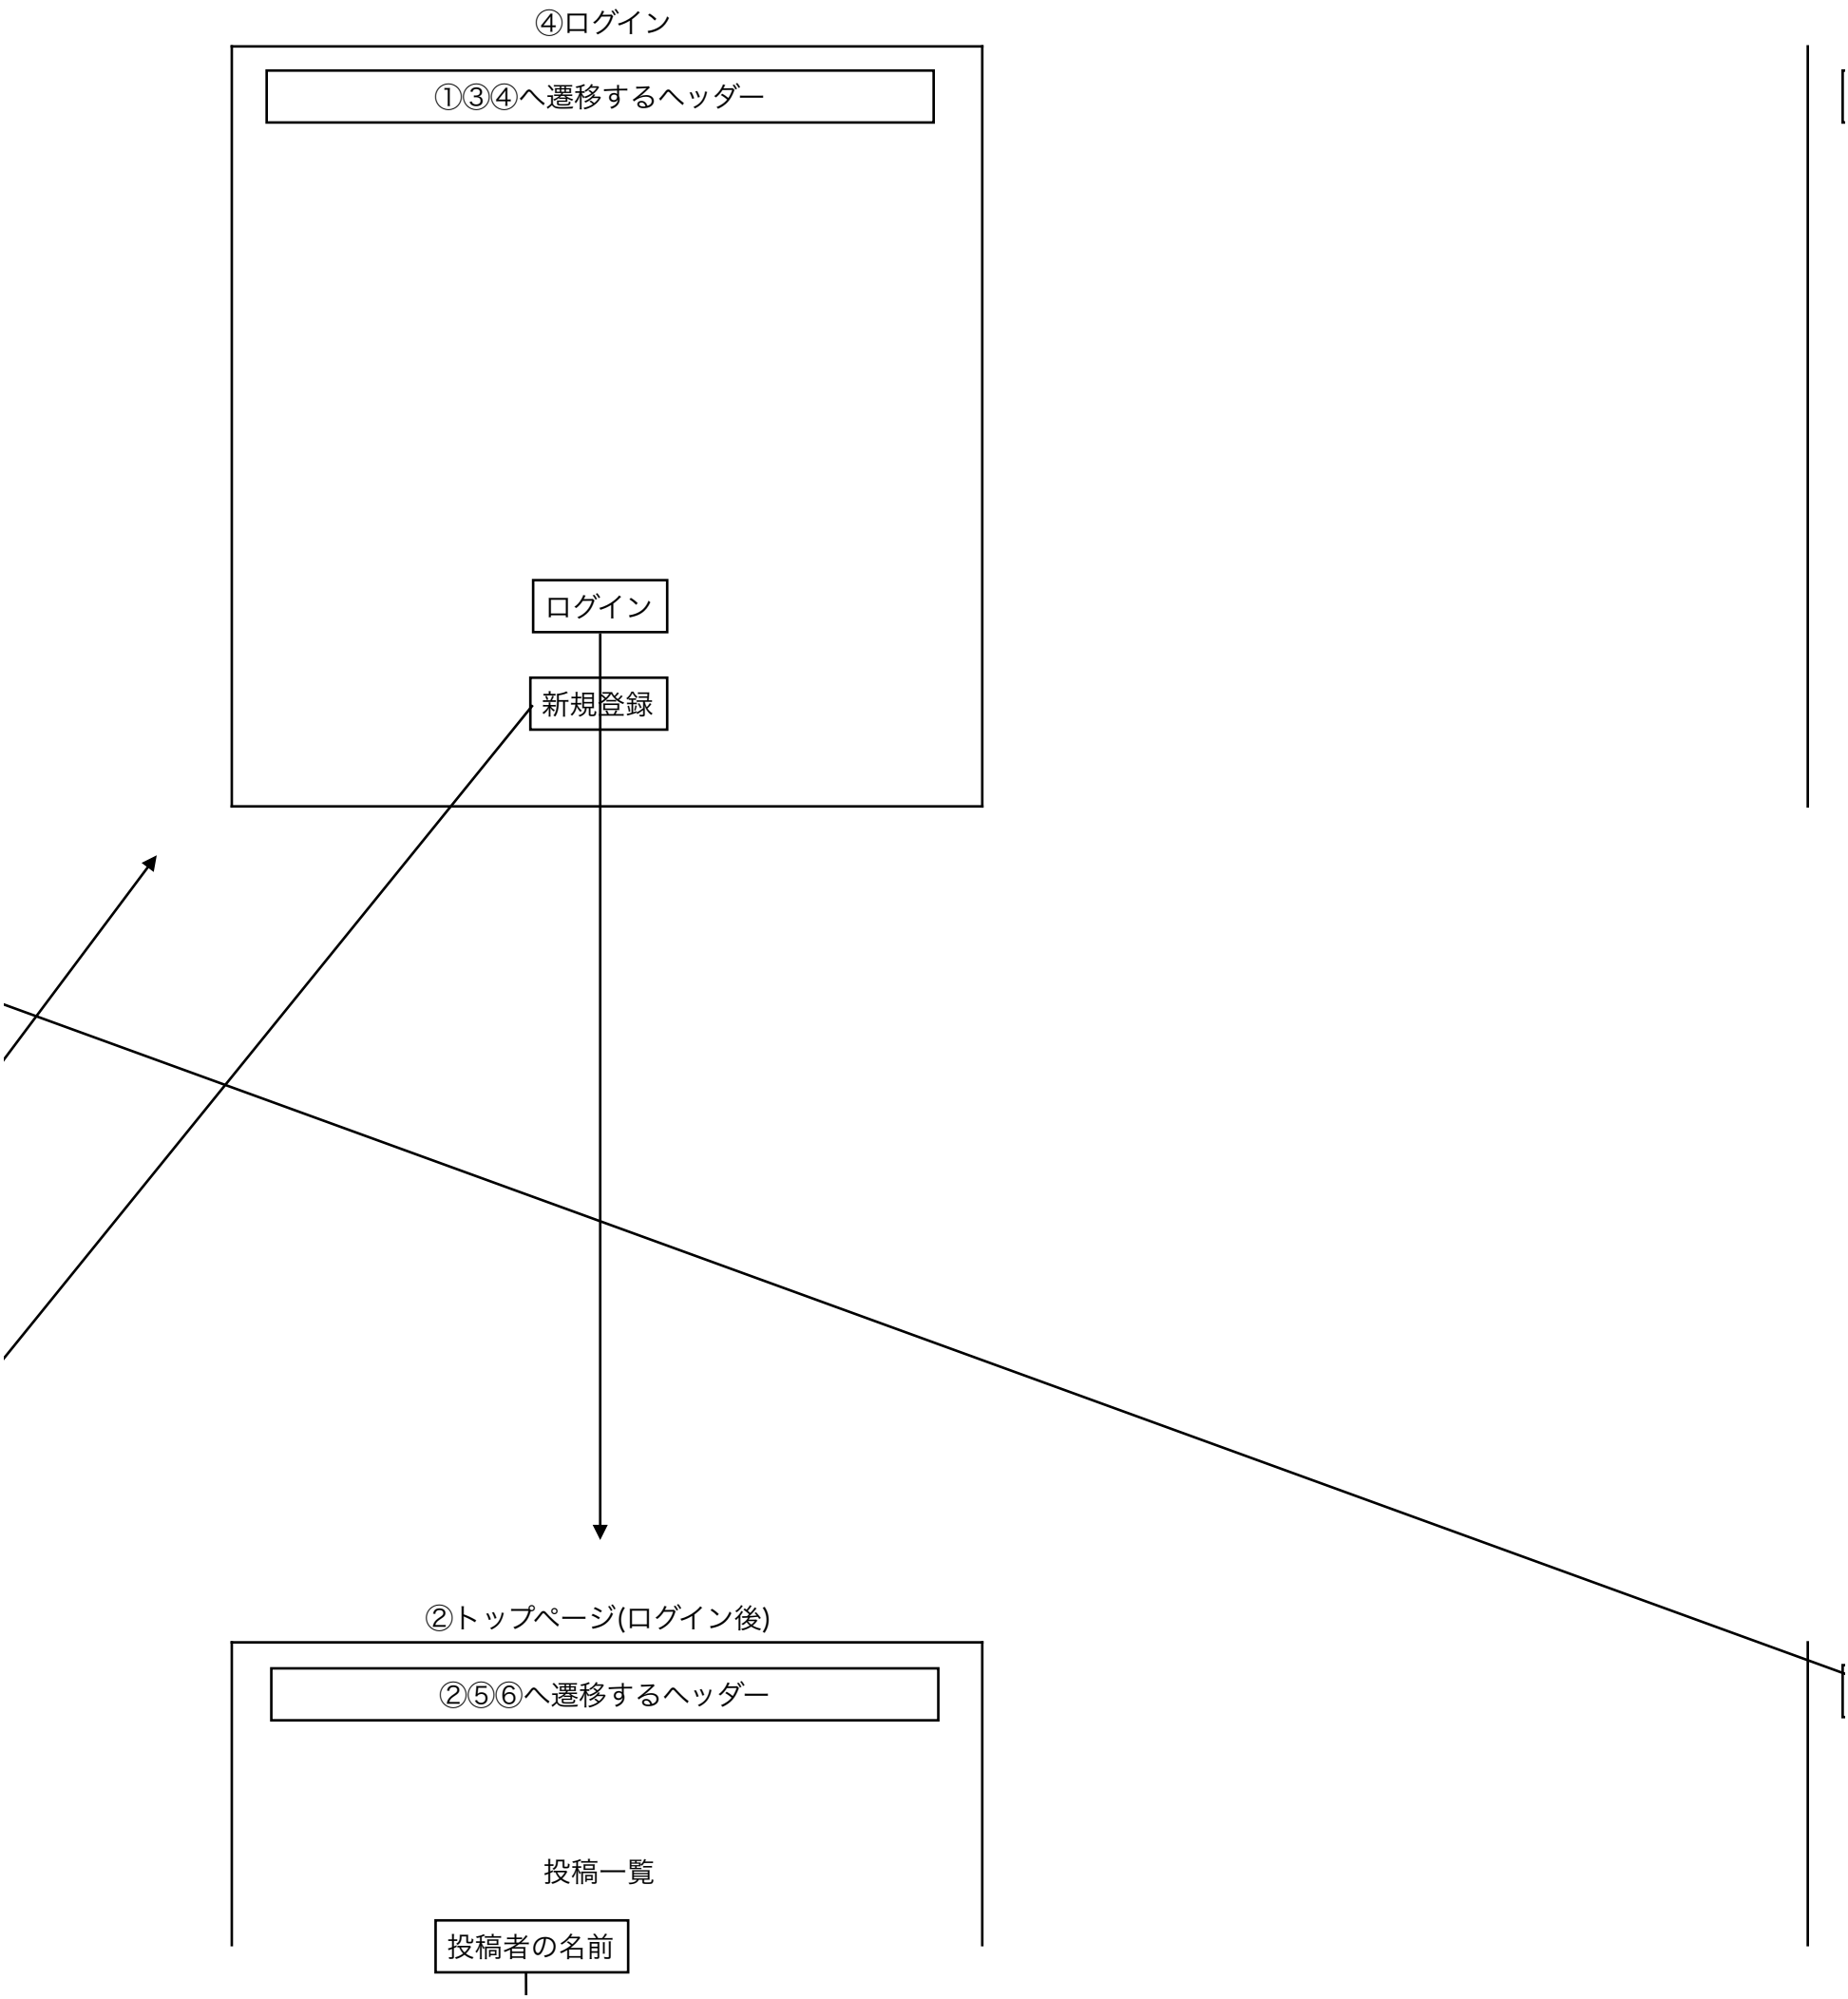 ④ログイン
①③④へ遷移するヘッダー
ログイン
新規登録
②トップページ(ログイン後)
②⑤⑥へ遷移するヘッダー
投稿一覧
投稿者の名前